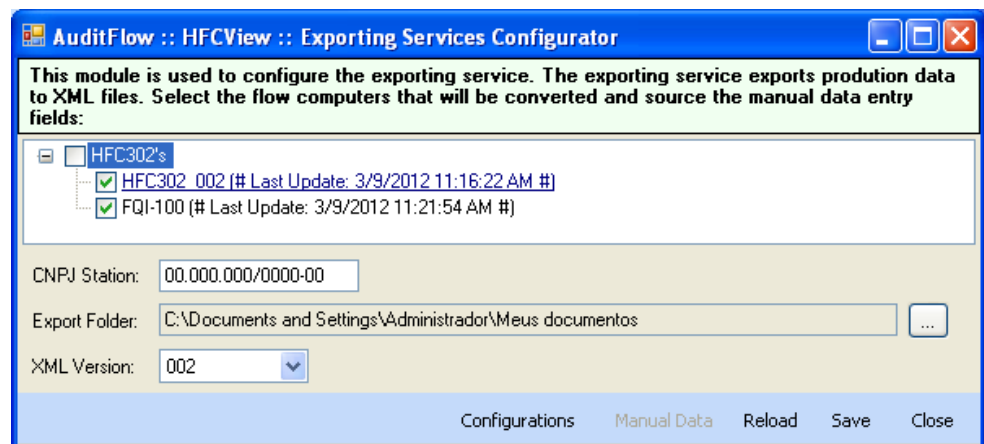 AuditFlow :: HFCView :: Exporting Services Configurator
This module is used to configure the exporting service. The exporting service exports prodution data
to XML files. Select the flow computers that will be converted and source the manual data entry
fields:
HFC302's
HFC302_002 (# Last Update: 3/9/2012 11:16:22 AM #)
FQI-100 (# Last Update: 3/9/2012 11:21:54 AM #)
CNPJ Station: 00.000.000/0000-00
Export Folder: C:\Documents and Settings\Administrador\Meus documentos ...
XML Version: 002
Configurations Manual Data Reload Save Close